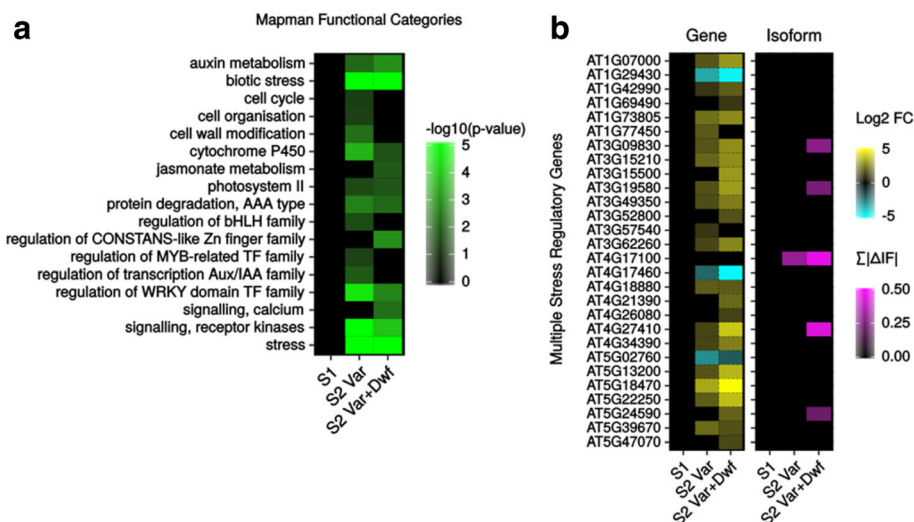 a
Mapman Functional Categories
auxin metabolism
biotic stress
cell cycle
cell organisation
cell wall modification
cytochrome P450
jasmonate metabolism
photosystem II
protein degradation, AAA type
regulation of bHLH family
regulation of CONSTANS-like Zn finger family
regulation of MYB-related TF family
regulation of transcription Aux/IAA family
regulation of WRKY domain TF family
signalling, calcium
signalling, receptor kinases
stress
S1
S2 Var
S2 Var+Dwf
-log10(p-value)
5
4
3
2
1
0
b
Gene
Isoform
Multiple Stress Regulatory Genes
AT1G07000
AT1G29430
AT1G42990
AT1G69490
AT1G73805
AT1G77450
AT3G09830
AT3G15210
AT3G15500
AT3G19580
AT3G49350
AT3G52800
AT3G57540
AT3G62260
AT4G17100
AT4G17460
AT4G18880
AT4G21390
AT4G26080
AT4G27410
AT4G34390
AT5G02760
AT5G13200
AT5G18470
AT5G22250
AT5G24590
AT5G39670
AT5G47070
S1
S2 Var
S2 Var+Dwf
S1
S2 Var
S2 Var+Dwf
Log2 FC
5
0
-5
Σ|ΔIF|
0.50
0.25
0.00